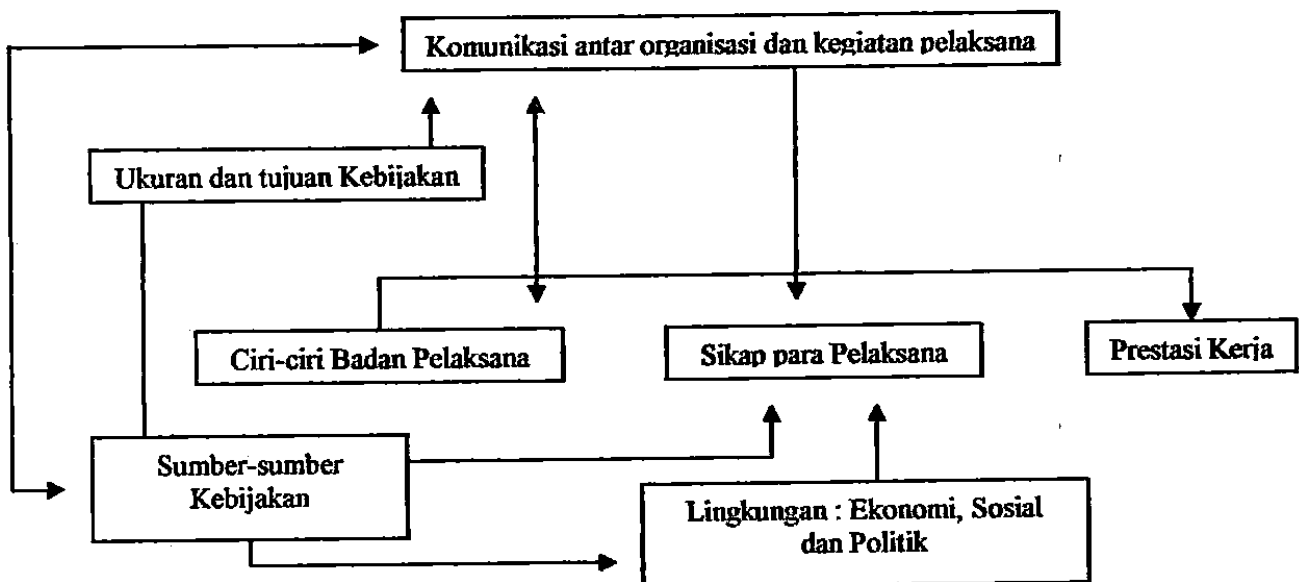 Komunikasi antar organisasi dan kegiatan pelaksana
Ukuran dan tujuan Kebijakan
Ciri-ciri Badan Pelaksana
Sikap para Pelaksana
Prestasi Kerja
Sumber-sumber
Kebijakan
Lingkungan : Ekonomi, Sosial
dan Politik